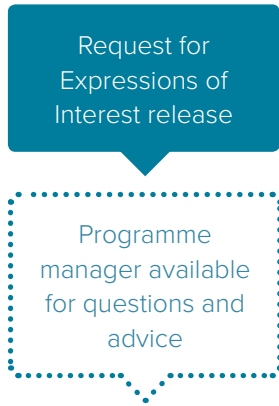 Request for
Expressions of
Interest release
Programme
manager available
for questions and
advice